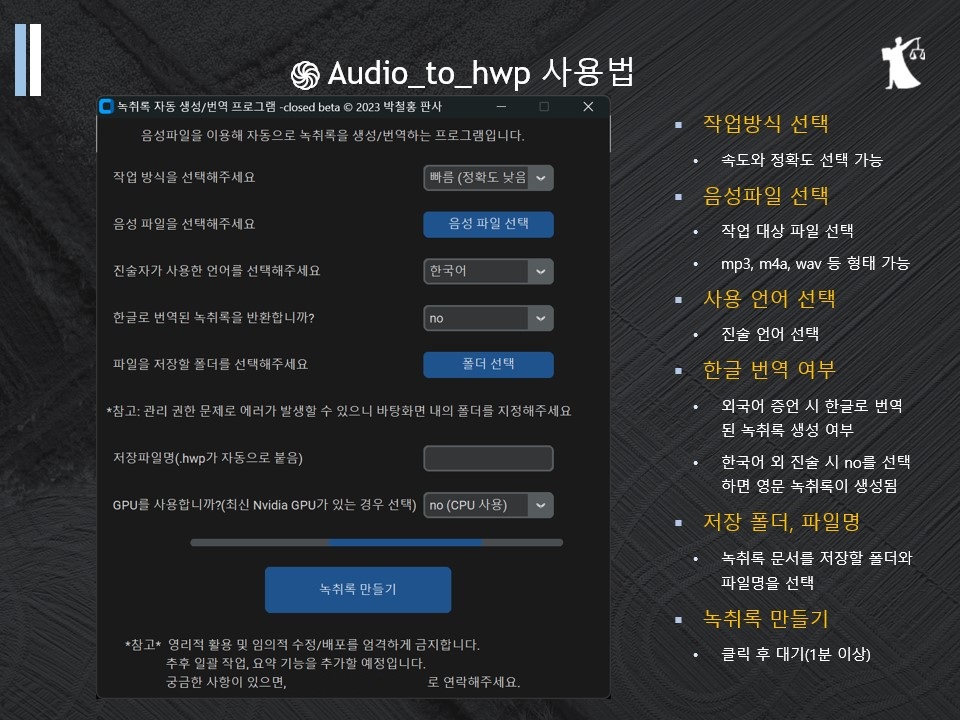 Audio_to_hwp 사용법
녹취록 자동 생성/번역 프로그램 -closed beta © 2023 박철홍 판사
음성파일을 이용해 자동으로 녹취록을 생성/번역하는 프로그램입니다.
작업 방식을 선택해주세요
빠름 (정확도 낮음
음성 파일을 선택해주세요
음성 파일 선택
진술자가 사용한 언어를 선택해주세요
한국어
한글로 번역된 녹취록을 반환합니까?
no
파일을 저장할 폴더를 선택해주세요
폴더 선택
*참고: 관리 권한 문제로 에러가 발생할 수 있으니 바탕화면 내의 폴더를 지정해주세요
저장파일명(.hwp가 자동으로 붙음)
GPU를 사용합니까?(최신 Nvidia GPU가 있는 경우 선택)
no (CPU 사용)
녹취록 만들기
*참고* 영리적 활용 및 임의적 수정/배포를 엄격하게 금지합니다.
추후 일괄 작업, 요약 기능을 추가할 예정입니다.
궁금한 사항이 있으면, 로 연락해주세요.
▪ 작업방식 선택
• 속도와 정확도 선택 가능
▪ 음성파일 선택
• 작업 대상 파일 선택
• mp3, m4a, wav 등 형태 가능
▪ 사용 언어 선택
• 진술 언어 선택
▪ 한글 번역 여부
• 외국어 증언 시 한글로 번역
된 녹취록 생성 여부
• 한국어 외 진술 시 no를 선택
하면 영문 녹취록이 생성됨
▪ 저장 폴더, 파일명
• 녹취록 문서를 저장할 폴더와
파일명을 선택
▪ 녹취록 만들기
• 클릭 후 대기(1분 이상)